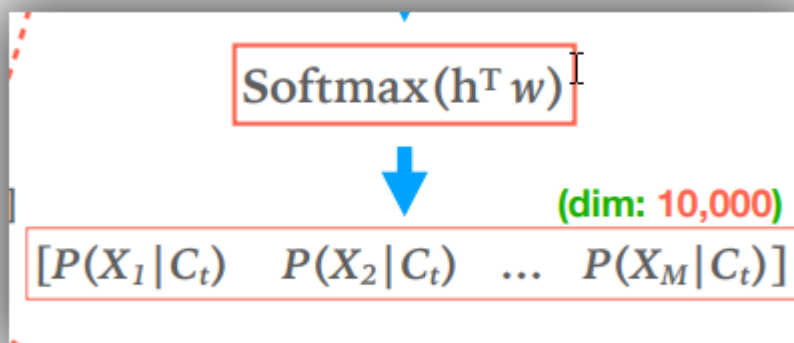 Softmax(hᵀ w)
(dim: 10,000)
]
[P(X₁|Cₜ) P(X₂|Cₜ) ... P(X_M|Cₜ)]